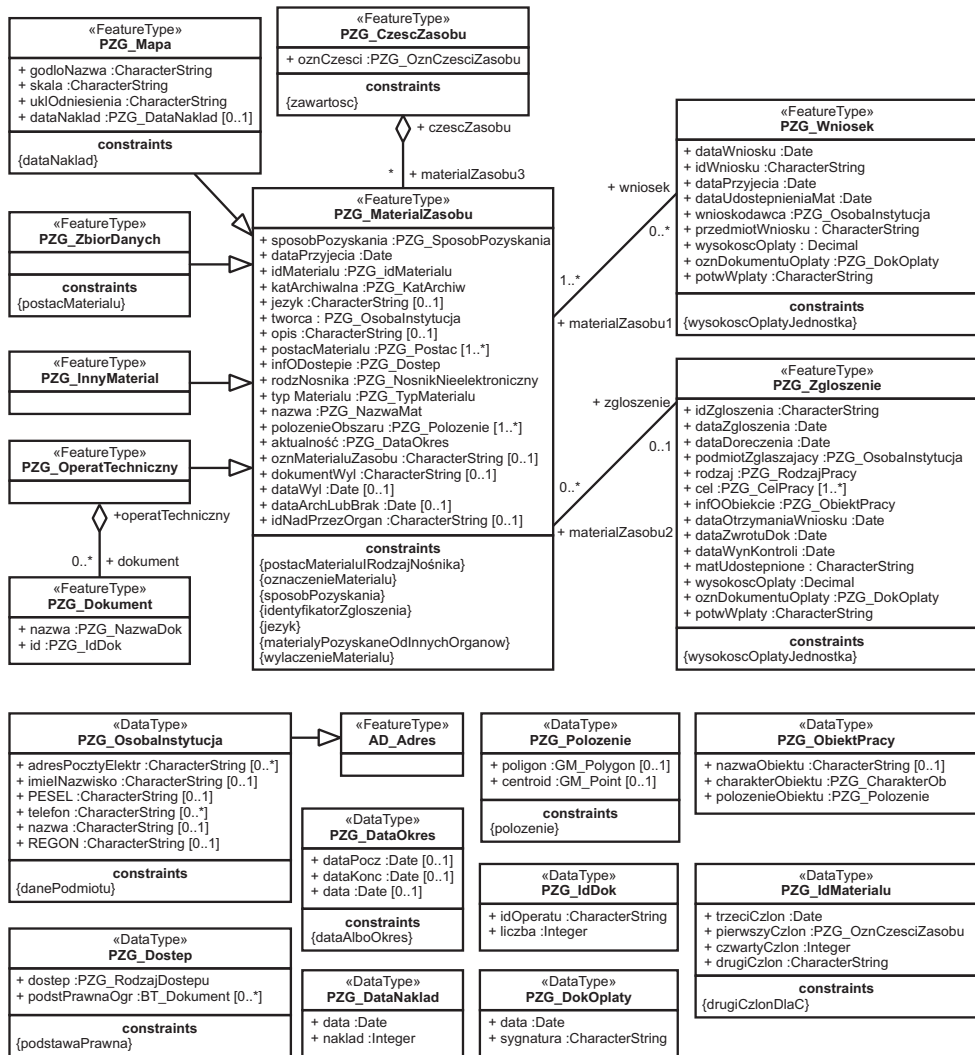 «FeatureType»
PZG_Mapa
+ godloNazwa :CharacterString
+ skala :CharacterString
+ uklOdniesienia :CharacterString
+ dataNaklad :PZG_DataNaklad [0..1]
constraints
{dataNaklad}
«FeatureType»
PZG_CzescZasobu
+ oznCzesci :PZG_OznCzesciZasobu
constraints
{zawartosc}
+ czescZasobu
*
+ materialZasobu3
«FeatureType»
PZG_ZbiorDanych
constraints
{postacMaterialu}
«FeatureType»
PZG_InnyMaterial
«FeatureType»
PZG_OperatTechniczny
+operatTechniczny
0..*
+ dokument
«FeatureType»
PZG_Dokument
+ nazwa :PZG_NazwaDok
+ id :PZG_IdDok
«FeatureType»
PZG_MaterialZasobu
+ sposobPozyskania :PZG_SposobPozyskania
+ dataPrzyjecia :Date
+ idMaterialu :PZG_idMaterialu
+ katArchiwalna :PZG_KatArchiw
+ jezyk :CharacterString [0..1]
+ tworca : PZG_OsobaInstytucja
+ opis :CharacterString [0..1]
+ postacMaterialu :PZG_Postac [1..*]
+ infODostepie :PZG_Dostep
+ rodzNosnika :PZG_NosnikNieelektroniczny
+ typ Materialu :PZG_TypMaterialu
+ nazwa :PZG_NazwaMat
+ polozenieObszaru :PZG_Polozenie [1..*]
+ aktualność :PZG_DataOkres
+ oznMaterialuZasobu :CharacterString [0..1]
+ dokumentWyl :CharacterString [0..1]
+ dataWyl :Date [0..1]
+ dataArchLubBrak :Date [0..1]
+ idNadPrzezOrgan :CharacterString [0..1]
constraints
{postacMaterialuIRodzajNośnika}
{oznaczenieMaterialu}
{sposobPozyskania}
{identyfikatorZgloszenia}
{jezyk}
{materialyPozyskaneOdInnychOrganow}
{wylaczenieMaterialu}
+ wniosek
0..*
1..*
+ materialZasobu1
+ zgloszenie
0..1
0..*
+ materialZasobu2
«FeatureType»
PZG_Wniosek
+ dataWniosku :Date
+ idWniosku :CharacterString
+ dataPrzyjecia :Date
+ dataUdostepnieniaMat :Date
+ wnioskodawca :PZG_OsobaInstytucja
+ przedmiotWniosku : CharacterString
+ wysokoscOplaty : Decimal
+ oznDokumentuOplaty :PZG_DokOplaty
+ potwWplaty :CharacterString
constraints
{wysokoscOplatyJednostka}
«FeatureType»
PZG_Zgloszenie
+ idZgloszenia :CharacterString
+ dataZgloszenia :Date
+ dataDoreczenia :Date
+ podmiotZglaszajacy :PZG_OsobaInstytucja
+ rodzaj :PZG_RodzajPracy
+ cel :PZG_CelPracy [1..*]
+ infOObiekcie :PZG_ObiektPracy
+ dataOtrzymaniaWniosku :Date
+ dataZwrotuDok :Date
+ dataWynKontroli :Date
+ matUdostepnione : CharacterString
+ wysokoscOplaty :Decimal
+ oznDokumentuOplaty :PZG_DokOplaty
+ potwWplaty :CharacterString
constraints
{wysokoscOplatyJednostka}
«DataType»
PZG_OsobaInstytucja
+ adresPocztyElektr :CharacterString [0..*]
+ imieINazwisko :CharacterString [0..1]
+ PESEL :CharacterString [0..1]
+ telefon :CharacterString [0..*]
+ nazwa :CharacterString [0..1]
+ REGON :CharacterString [0..1]
constraints
{danePodmiotu}
«FeatureType»
AD_Adres
«DataType»
PZG_Polozenie
+ poligon :GM_Polygon [0..1]
+ centroid :GM_Point [0..1]
constraints
{polozenie}
«DataType»
PZG_ObiektPracy
+ nazwaObiektu :CharacterString [0..1]
+ charakterObiektu :PZG_CharakterOb
+ polozenieObiektu :PZG_Polozenie
«DataType»
PZG_DataOkres
+ dataPocz :Date [0..1]
+ dataKonc :Date [0..1]
+ data :Date [0..1]
constraints
{dataAlboOkres}
«DataType»
PZG_IdDok
+ idOperatu :CharacterString
+ liczba :Integer
«DataType»
PZG_IdMaterialu
+ trzeciCzlon :Date
+ pierwszyCzlon :PZG_OznCzesciZasobu
+ czwartyCzlon :Integer
+ drugiCzlon :CharacterString
constraints
{drugiCzlonDlaC}
«DataType»
PZG_Dostep
+ dostep :PZG_RodzajDostepu
+ podstPrawnaOgr :BT_Dokument [0..*]
constraints
{podstawaPrawna}
«DataType»
PZG_DataNaklad
+ data :Date
+ naklad :Integer
«DataType»
PZG_DokOplaty
+ data :Date
+ sygnatura :CharacterString